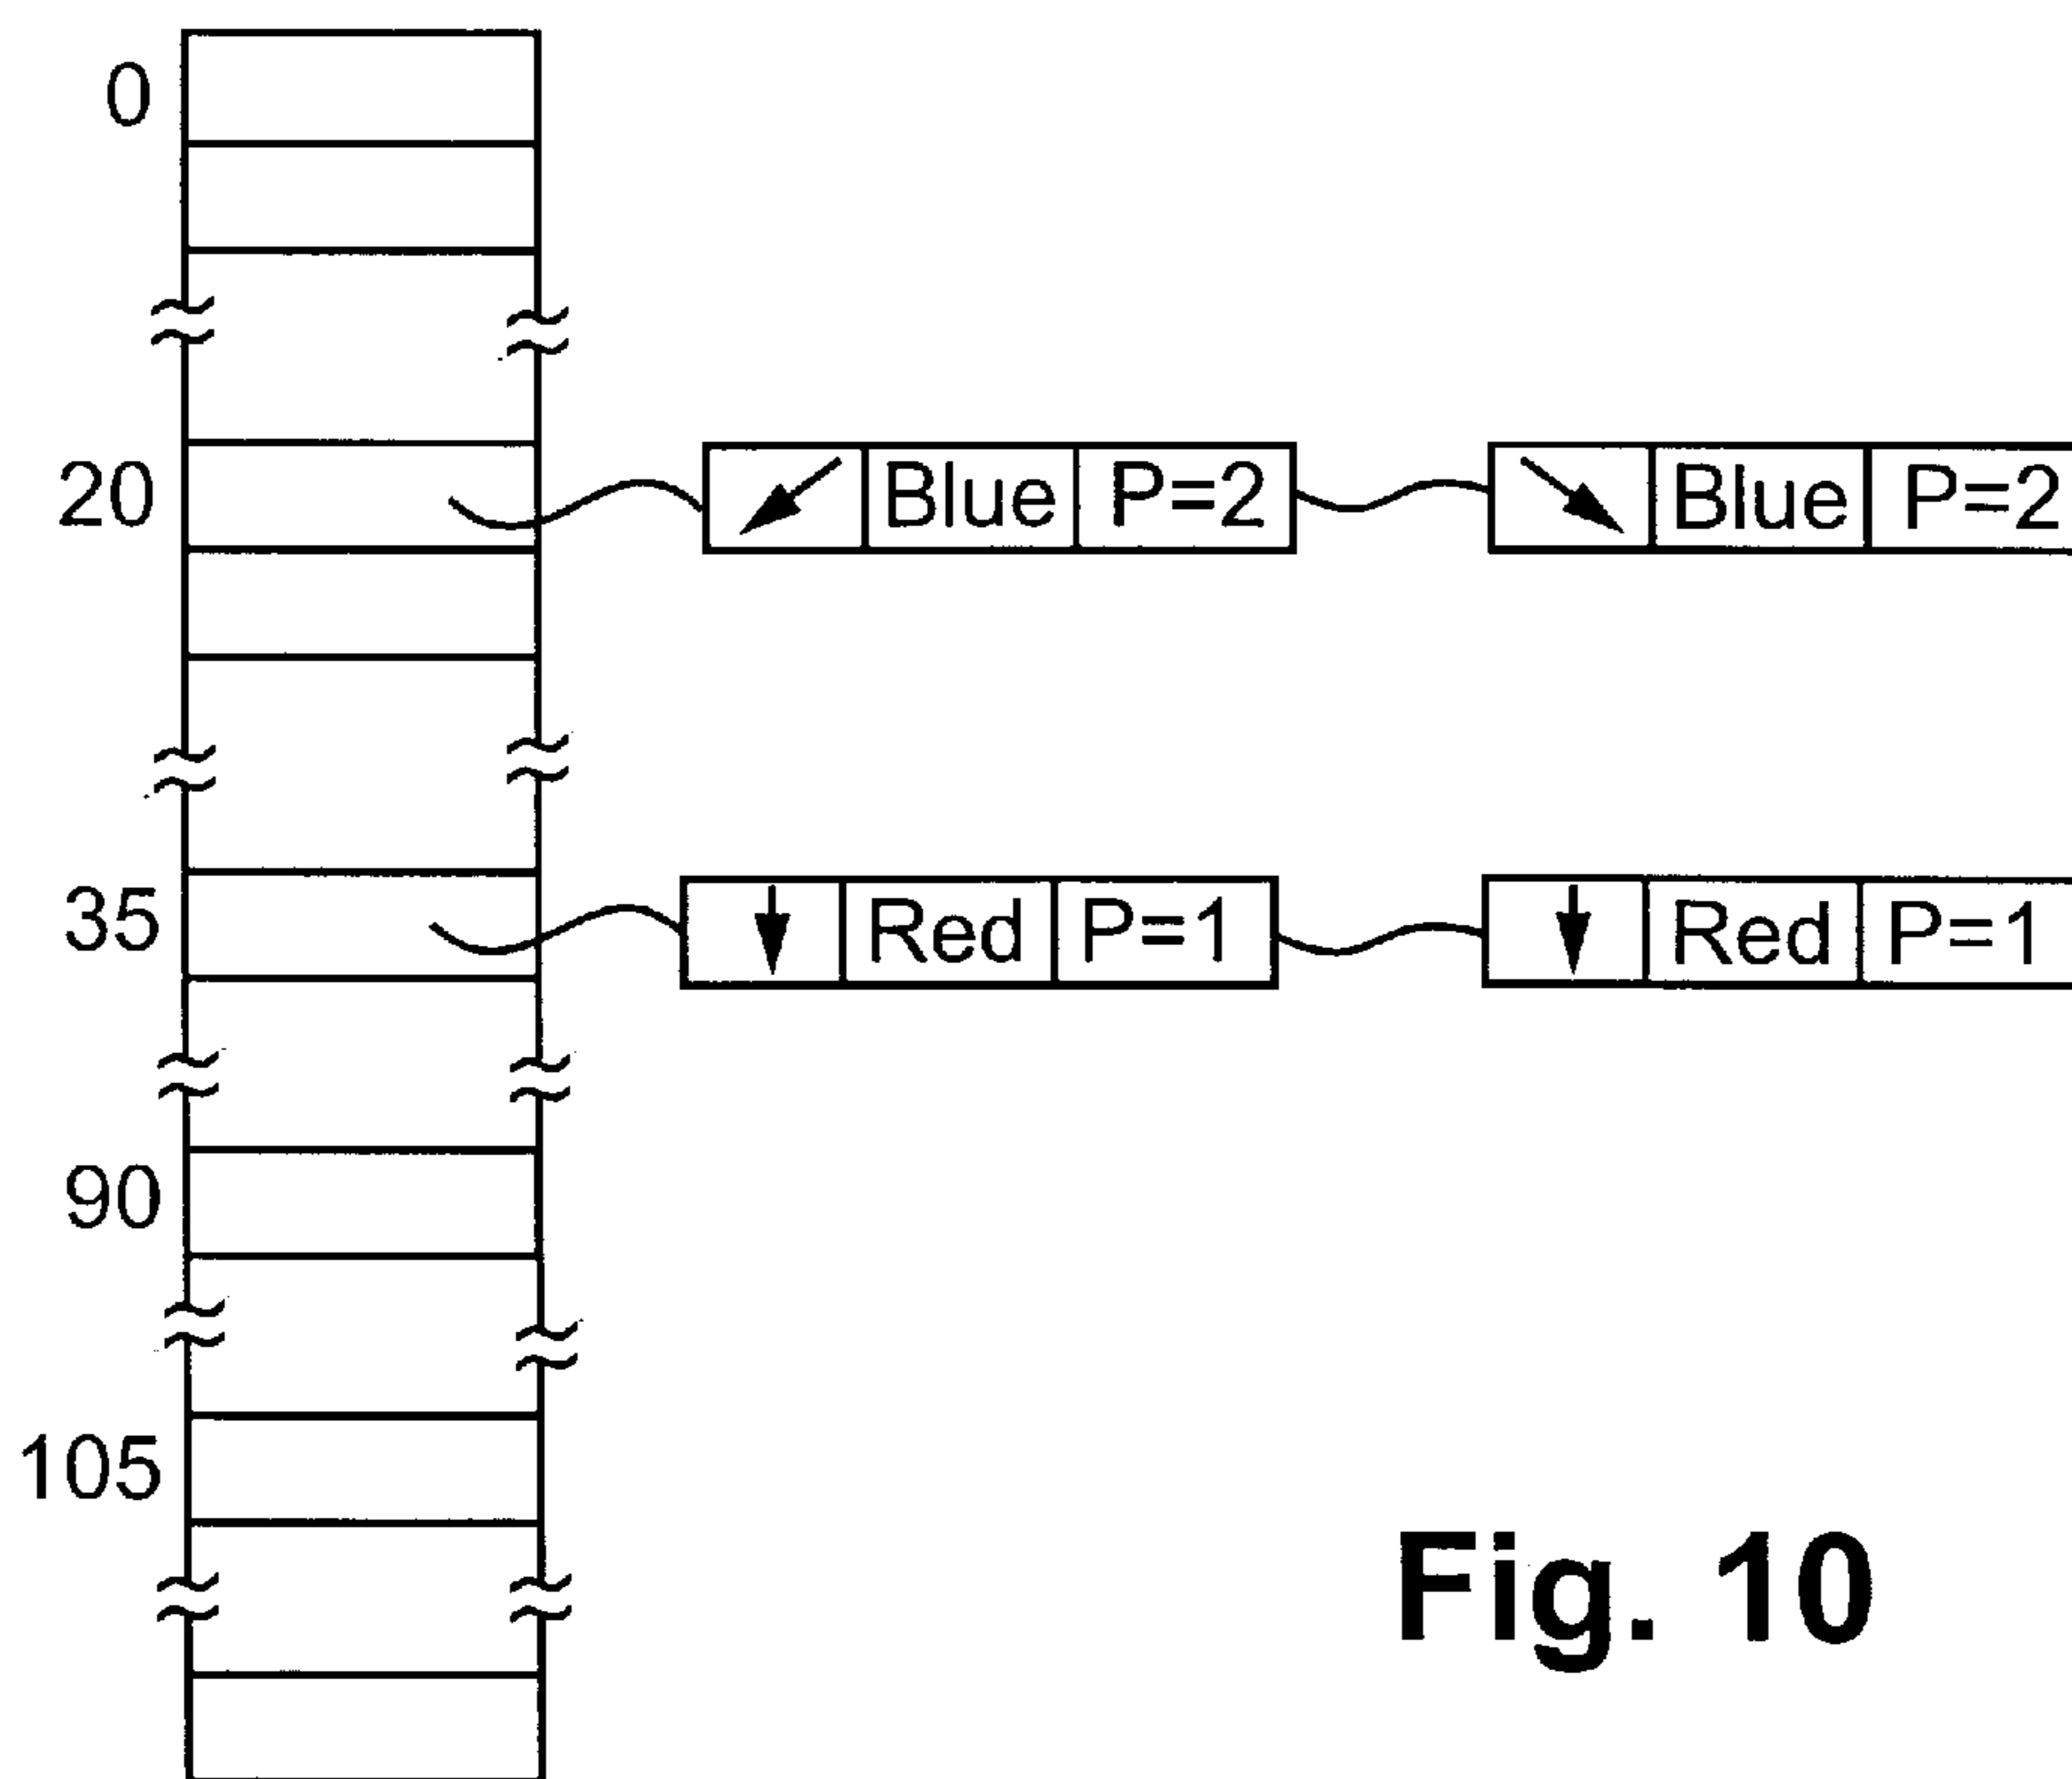 0
20 Blue P=2 Blue P=2
35 Red P=1 Red P=1
90
105
Fig. 10